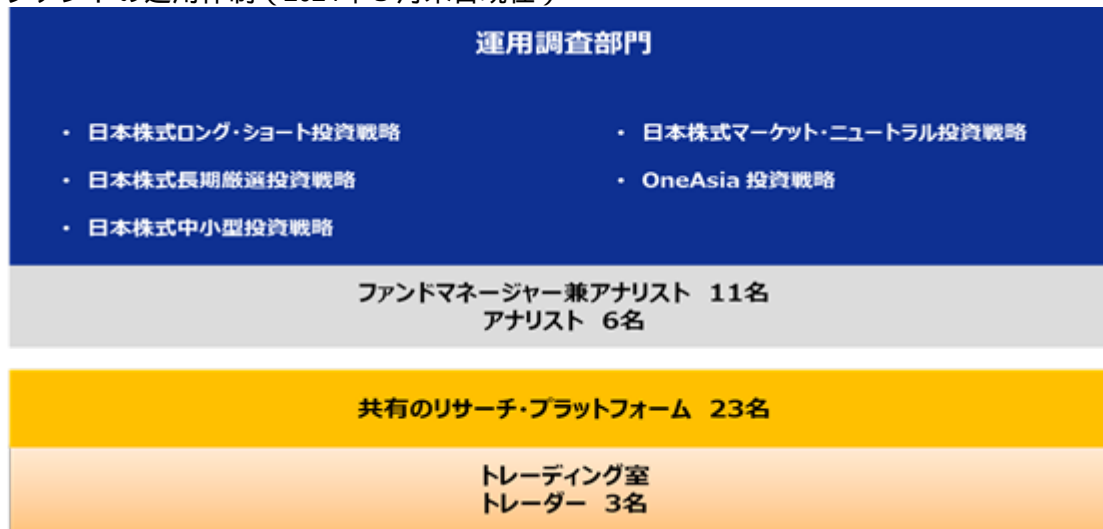 運用調査部門
・ 日本株式ロング・ショート投資戦略
・ 日本株式マーケット・ニュートラル投資戦略
・ 日本株式長期厳選投資戦略
・ OneAsia 投資戦略
・ 日本株式中小型投資戦略
ファンドマネージャー兼アナリスト 11名
アナリスト 6名
共有のリサーチ・プラットフォーム 23名
トレーディング室
トレーダー 3名